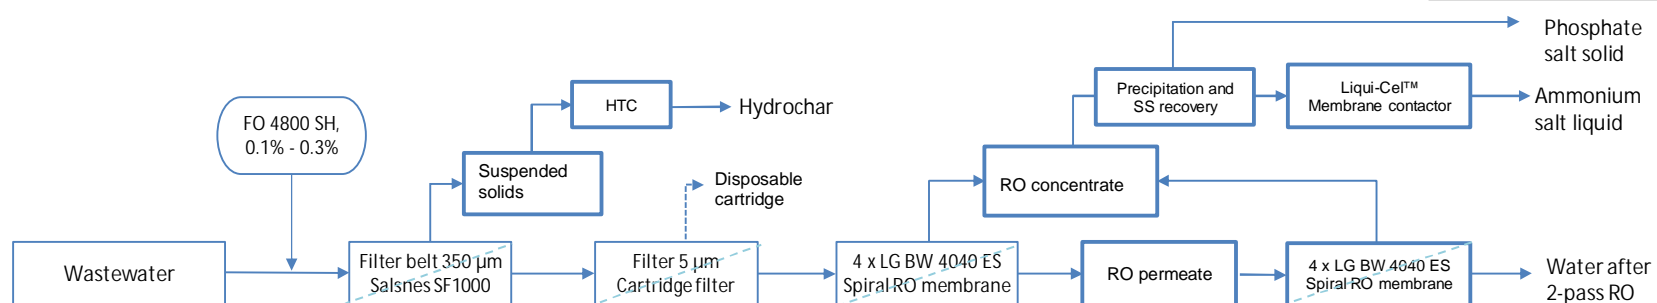 Phosphate
salt solid
Precipitation and
SS recovery
Liqui-Cel™
Membrane contactor
Ammonium
salt liquid
HTC
Hydrochar
FO 4800 SH,
0.1% - 0.3%
Suspended
solids
Disposable
cartridge
RO concentrate
Wastewater
Filter belt 350 µm
Salsnes SF1000
Filter 5 µm
Cartridge filter
4 x LG BW 4040 ES
Spiral RO membrane
RO permeate
4 x LG BW 4040 ES
Spiral RO membrane
Water after
2-pass RO